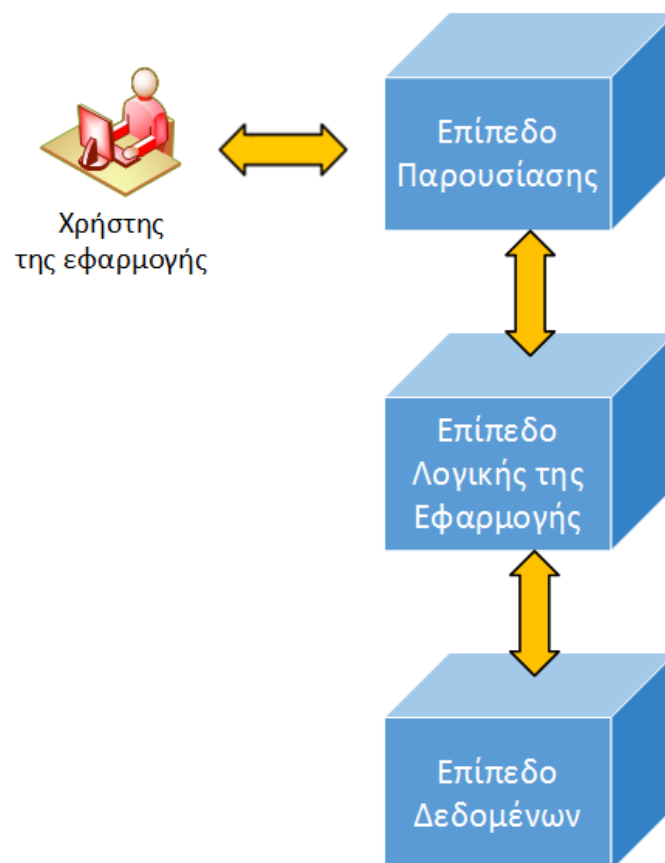 Επίπεδο
Παρουσίασης
Χρήστης
της εφαρμογής
Επίπεδο
Λογικής της
Εφαρμογής
Επίπεδο
Δεδομένων